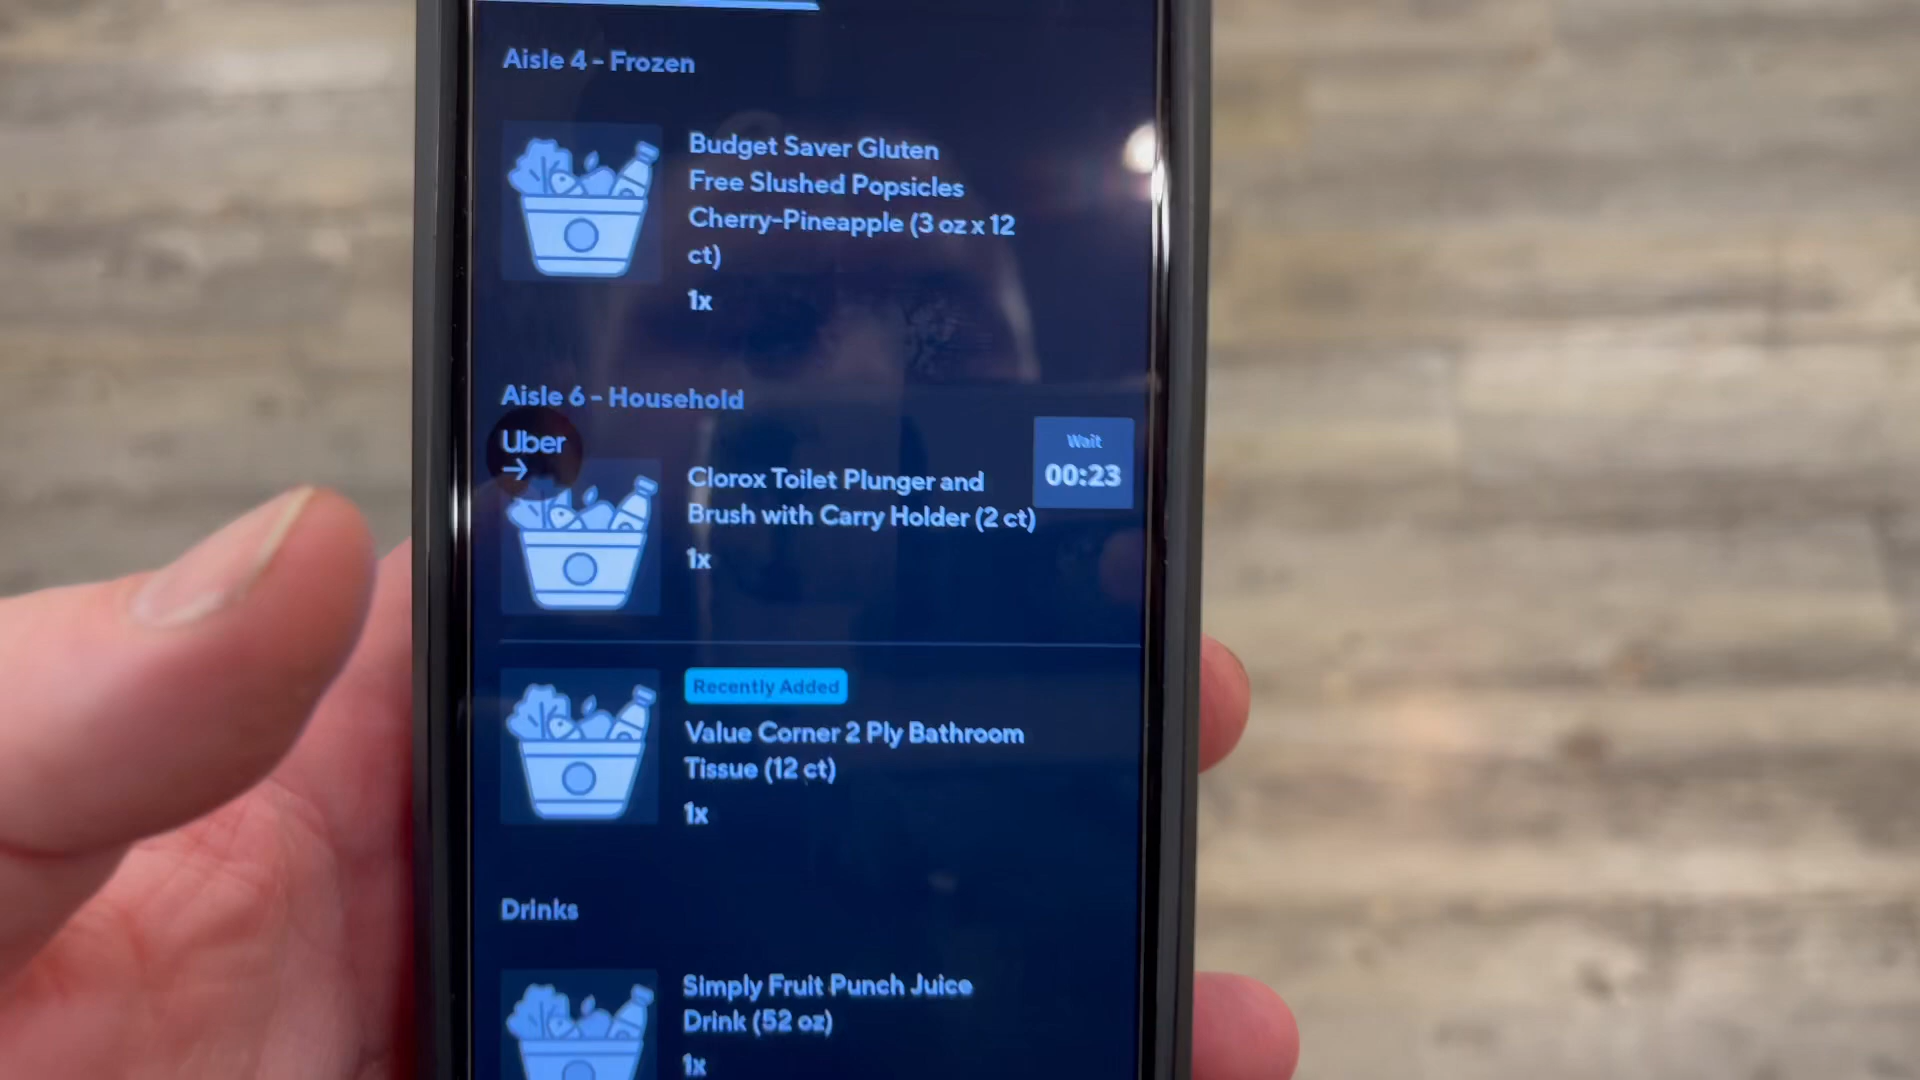 Aisle 4 - Frozen
Budget Saver Gluten
Free Slushed Popsicles
Cherry-Pineapple (3 oz x 12
ct)
1x
Aisle 6 - Household
Uber
Wait
00:23
Clorox Toilet Plunger and
Brush with Carry Holder (2 ct)
1x
Recently Added
Value Corner 2 Ply Bathroom
Tissue (12 ct)
1x
Drinks
Simply Fruit Punch Juice
Drink (52 oz)
1x